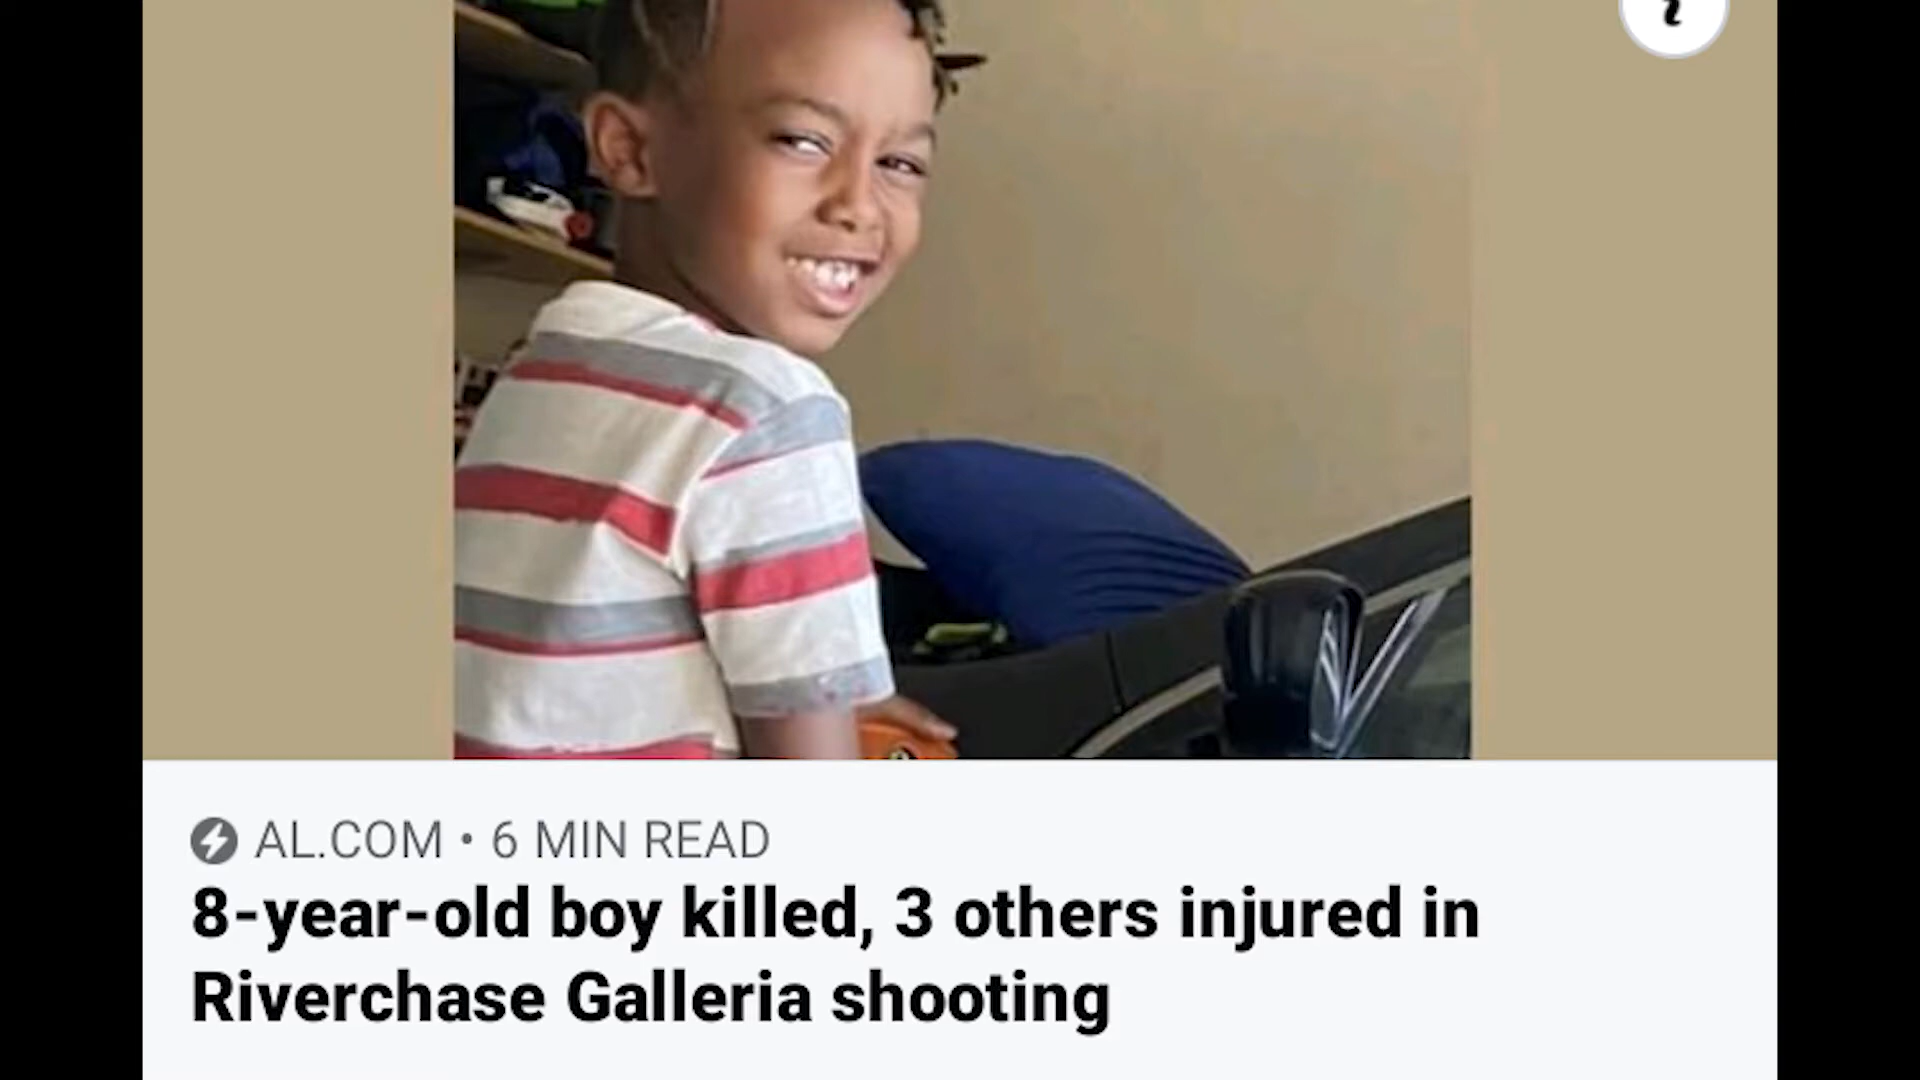 i
AL.COM • 6 MIN READ
8-year-old boy killed, 3 others injured in
Riverchase Galleria shooting